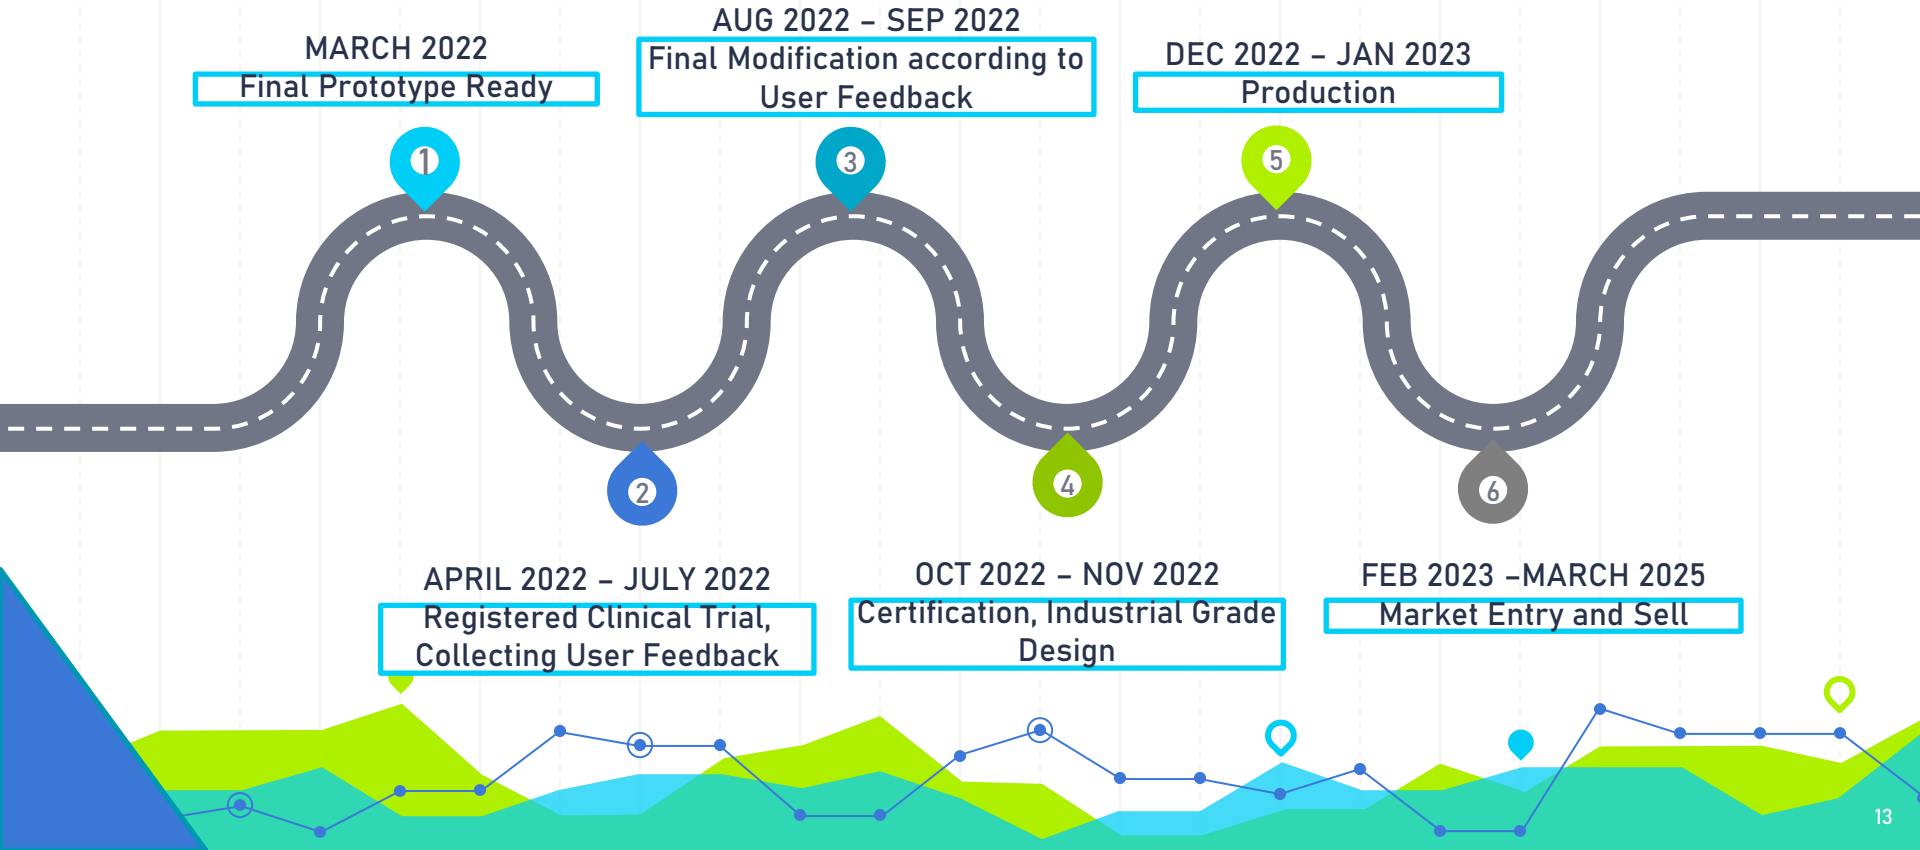 MARCH 2022
Final Prototype Ready
AUG 2022 – SEP 2022
Final Modification according to
User Feedback
DEC 2022 – JAN 2023
Production
1
3
5
2
4
6
APRIL 2022 – JULY 2022
Registered Clinical Trial,
Collecting User Feedback
OCT 2022 – NOV 2022
Certification, Industrial Grade
Design
FEB 2023 –MARCH 2025
Market Entry and Sell
13